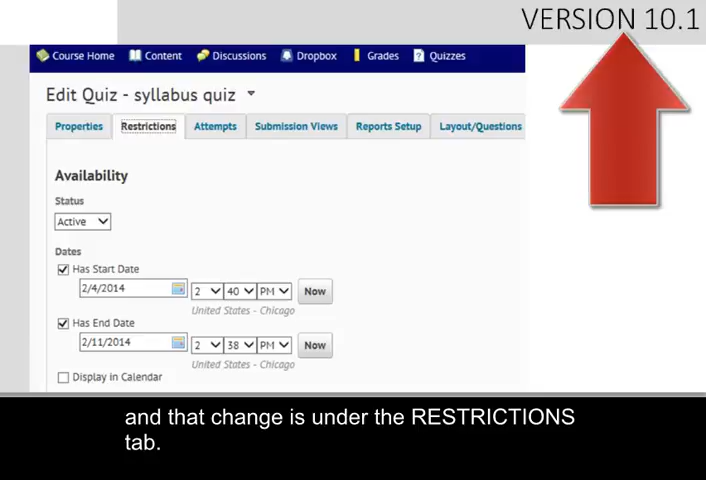 VERSION 10.1
Course Home Content Discussions Dropbox Grades Quizzes
Edit Quiz - syllabus quiz
Properties Restrictions Attempts Submission Views Reports Setup Layout/Questions
Availability
Status
Active
Dates
Has Start Date
2/4/2014 2 40 PM Now
United States - Chicago
Has End Date
2/11/2014 2 38 PM Now
United States - Chicago
Display in Calendar
and that change is under the RESTRICTIONS
tab.